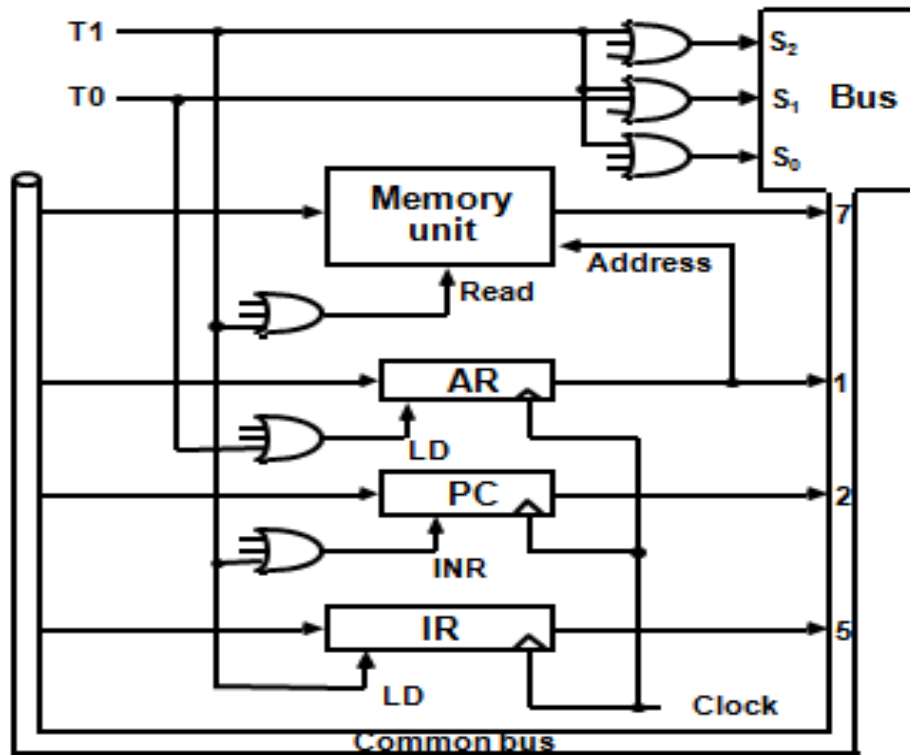 T1
S₂
T0
S₁
Bus
S₀
Memory
unit
7
Address
Read
AR
1
LD
PC
2
INR
IR
5
LD
Clock
Common bus